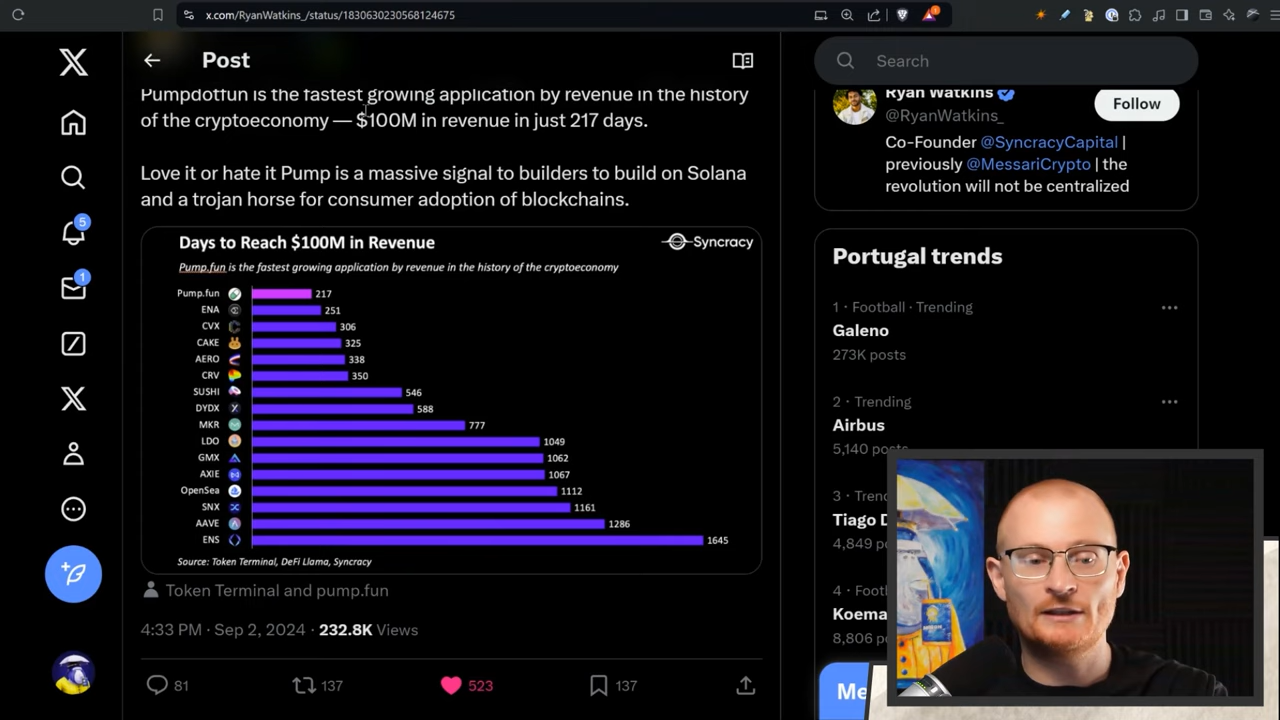 x.com/RyanWatkins_/status/1830630230568124675
Post
Pumpdotfun is the fastest growing application by revenue in the history
of the cryptoeconomy — $100M in revenue in just 217 days.
Love it or hate it Pump is a massive signal to builders to build on Solana
and a trojan horse for consumer adoption of blockchains.
Days to Reach $100M in Revenue
Syncracy
Pump.fun is the fastest growing application by revenue in the history of the cryptoeconomy
Pump.fun 217
ENA 251
CVX 306
CAKE 325
AERO 338
CRV 350
SUSHI 546
DYDX 588
MKR 777
LDO 1049
GMX 1062
AXIE 1067
OpenSea 1112
SNX 1161
AAVE 1286
ENS 1645
Source: Token Terminal, DeFi Llama, Syncracy
Token Terminal and pump.fun
4:33 PM · Sep 2, 2024 · 232.8K Views
81 137 523 137
5
1
Search
Ryan Watkins
@RyanWatkins_
Follow
Co-Founder @SyncracyCapital |
previously @MessariCrypto | the
revolution will not be centralized
Portugal trends
1 · Football · Trending
Galeno
273K posts
2 · Trending
Airbus
5,140 posts
3 · Trend
Tiago D
4,849 po
4 · Footb
Koema
8,806 p
Me
1